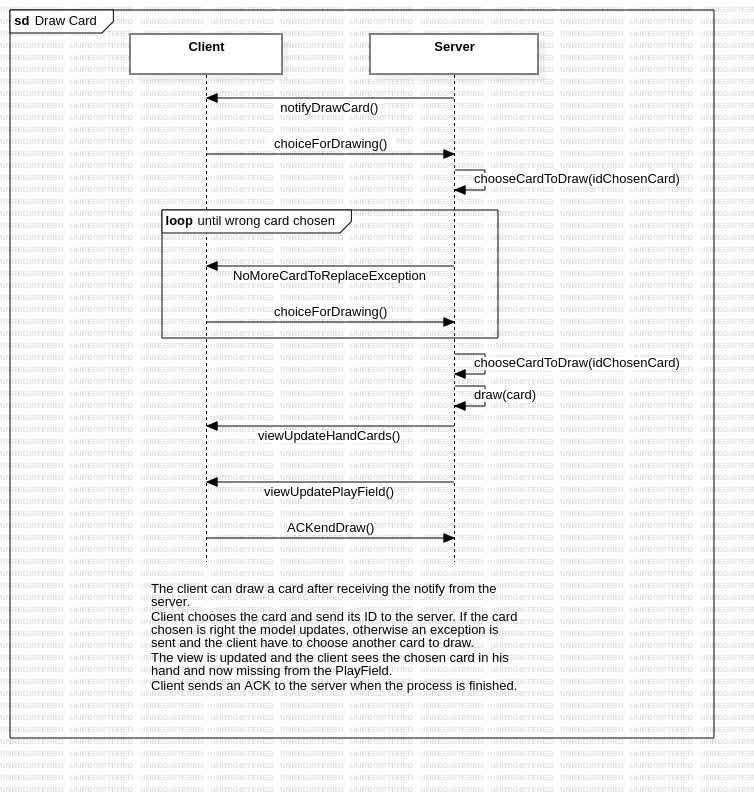 sd Draw Card
Client
Server
notifyDrawCard()
choiceForDrawing()
chooseCardToDraw(idChosenCard)
loop until wrong card chosen
NoMoreCardToReplaceException
choiceForDrawing()
chooseCardToDraw(idChosenCard)
draw(card)
viewUpdateHandCards()
viewUpdatePlayField()
ACKendDraw()
The client can draw a card after receiving the notify from the
server.
Client chooses the card and send its ID to the server. If the card
chosen is right the model updates, otherwise an exception is
sent and the client have to choose another card to draw.
The view is updated and the client sees the chosen card in his
hand and now missing from the PlayField.
Client sends an ACK to the server when the process is finished.